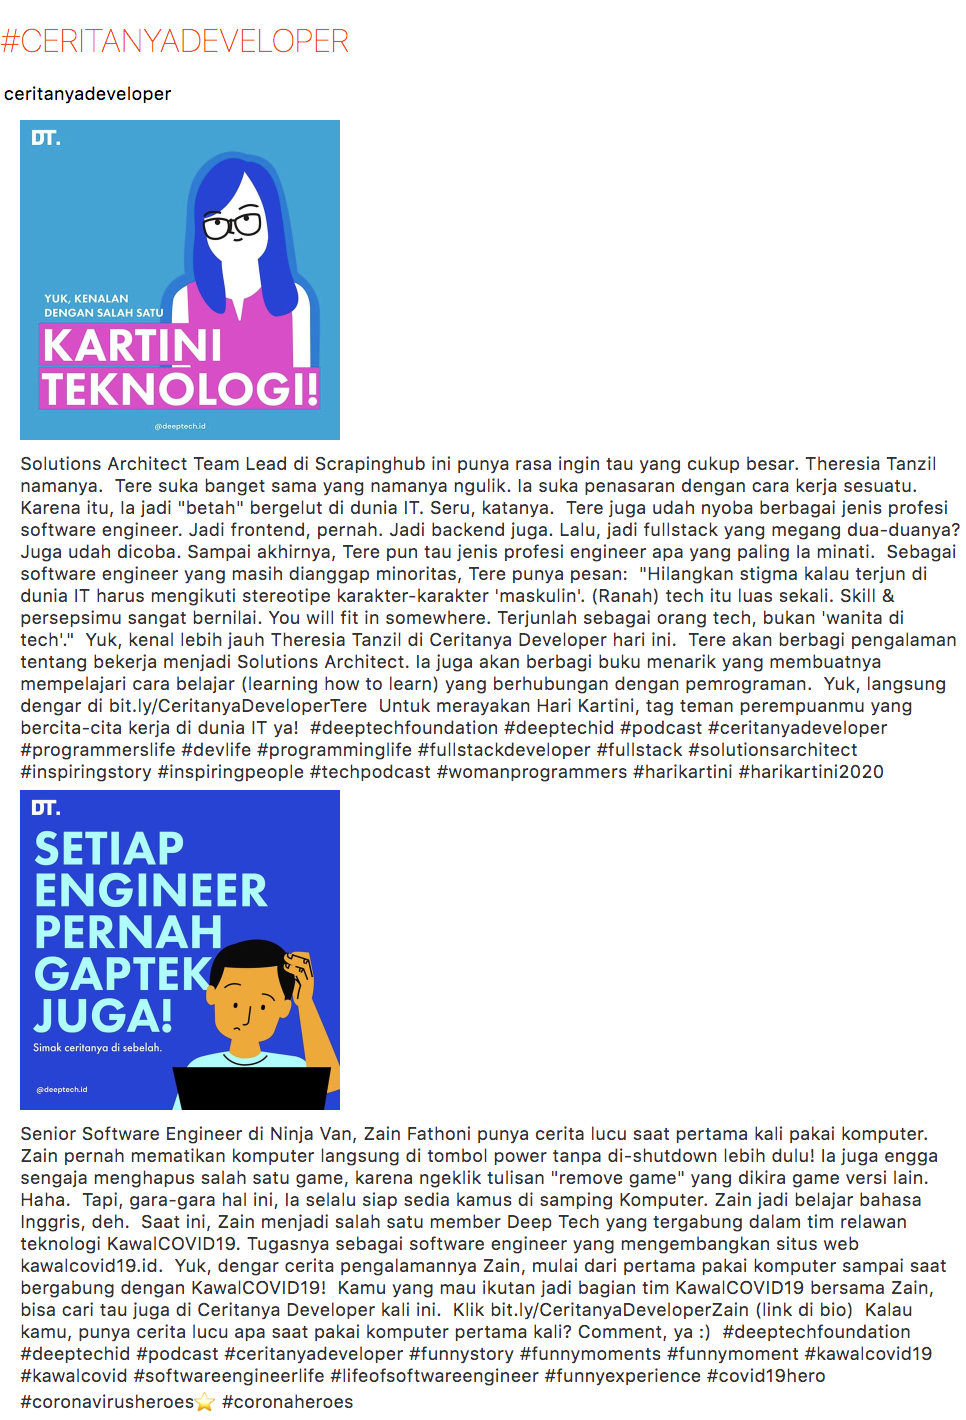 #CERITANYADEVELOPER
ceritanyadeveloper
DT.
YUK, KENALAN
DENGAN SALAH SATU
KARTINI
TEKNOLOGI!
@deeptech.id
Solutions Architect Team Lead di Scrapinghub ini punya rasa ingin tau yang cukup besar. Theresia Tanzil
namanya.  Tere suka banget sama yang namanya ngulik. Ia suka penasaran dengan cara kerja sesuatu.
Karena itu, Ia jadi "betah" bergelut di dunia IT. Seru, katanya.  Tere juga udah nyoba berbagai jenis profesi
software engineer. Jadi frontend, pernah. Jadi backend juga. Lalu, jadi fullstack yang megang dua-duanya?
Juga udah dicoba. Sampai akhirnya, Tere pun tau jenis profesi engineer apa yang paling Ia minati.  Sebagai
software engineer yang masih dianggap minoritas, Tere punya pesan:  "Hilangkan stigma kalau terjun di
dunia IT harus mengikuti stereotipe karakter-karakter 'maskulin'. (Ranah) tech itu luas sekali. Skill &
persepsimu sangat bernilai. You will fit in somewhere. Terjunlah sebagai orang tech, bukan 'wanita di
tech'."  Yuk, kenal lebih jauh Theresia Tanzil di Ceritanya Developer hari ini.  Tere akan berbagi pengalaman
tentang bekerja menjadi Solutions Architect. Ia juga akan berbagi buku menarik yang membuatnya
mempelajari cara belajar (learning how to learn) yang berhubungan dengan pemrograman.  Yuk, langsung
dengar di bit.ly/CeritanyaDeveloperTere  Untuk merayakan Hari Kartini, tag teman perempuanmu yang
bercita-cita kerja di dunia IT ya!  #deeptechfoundation #deeptechid #podcast #ceritanyadeveloper
#programmerslife #devlife #programminglife #fullstackdeveloper #fullstack #solutionsarchitect
#inspiringstory #inspiringpeople #techpodcast #womanprogrammers #harikartini #harikartini2020
DT.
SETIAP
ENGINEER
PERNAH
GAPTEK
JUGA!
Simak ceritanya di sebelah.
@deeptech.id
Senior Software Engineer di Ninja Van, Zain Fathoni punya cerita lucu saat pertama kali pakai komputer.
Zain pernah mematikan komputer langsung di tombol power tanpa di-shutdown lebih dulu! Ia juga engga
sengaja menghapus salah satu game, karena ngeklik tulisan "remove game" yang dikira game versi lain.
Haha.  Tapi, gara-gara hal ini, Ia selalu siap sedia kamus di samping Komputer. Zain jadi belajar bahasa
Inggris, deh.  Saat ini, Zain menjadi salah satu member Deep Tech yang tergabung dalam tim relawan
teknologi KawalCOVID19. Tugasnya sebagai software engineer yang mengembangkan situs web
kawalcovid19.id.  Yuk, dengar cerita pengalamannya Zain, mulai dari pertama pakai komputer sampai saat
bergabung dengan KawalCOVID19!  Kamu yang mau ikutan jadi bagian tim KawalCOVID19 bersama Zain,
bisa cari tau juga di Ceritanya Developer kali ini.  Klik bit.ly/CeritanyaDeveloperZain (link di bio)  Kalau
kamu, punya cerita lucu apa saat pakai komputer pertama kali? Comment, ya :)  #deeptechfoundation
#deeptechid #podcast #ceritanyadeveloper #funnystory #funnymoments #funnymoment #kawalcovid19
#kawalcovid #softwareengineerlife #lifeofsoftwareengineer #funnyexperience #covid19hero
#coronavirusheroes⭐ #coronaheroes